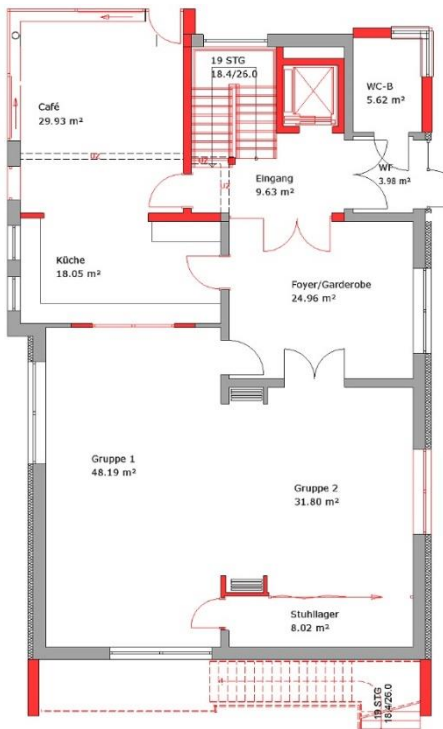 19 STG
18.4/26.0
WC-B
5.62 m²
Café
29.93 m²
WF
3.98 m²
Eingang
9.63 m²
Küche
18.05 m²
Foyer/Garderobe
24.96 m²
Gruppe 1
48.19 m²
Gruppe 2
31.80 m²
Stuhllager
8.02 m²
19 STG
18.4/26.0